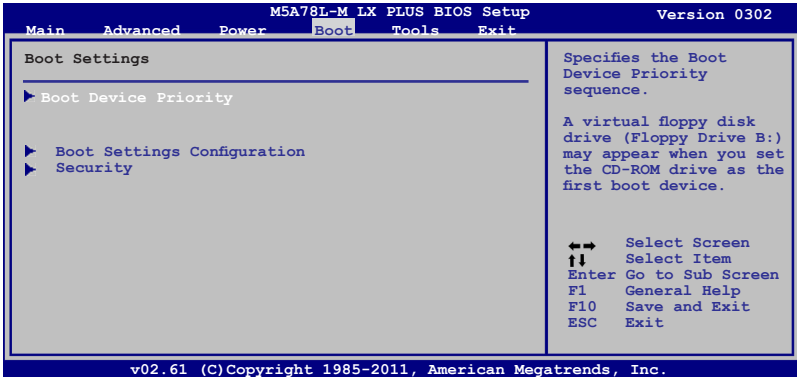 M5A78L-M LX PLUS BIOS Setup Version 0302
Main Advanced Power Boot Tools Exit
Boot Settings
Boot Device Priority
Boot Settings Configuration
Security
Specifies the Boot
Device Priority
sequence.
A virtual floppy disk
drive (Floppy Drive B:)
may appear when you set
the CD-ROM drive as the
first boot device.
←→ Select Screen
↑↓ Select Item
Enter Go to Sub Screen
F1 General Help
F10 Save and Exit
ESC Exit
v02.61 (C)Copyright 1985-2011, American Megatrends, Inc.